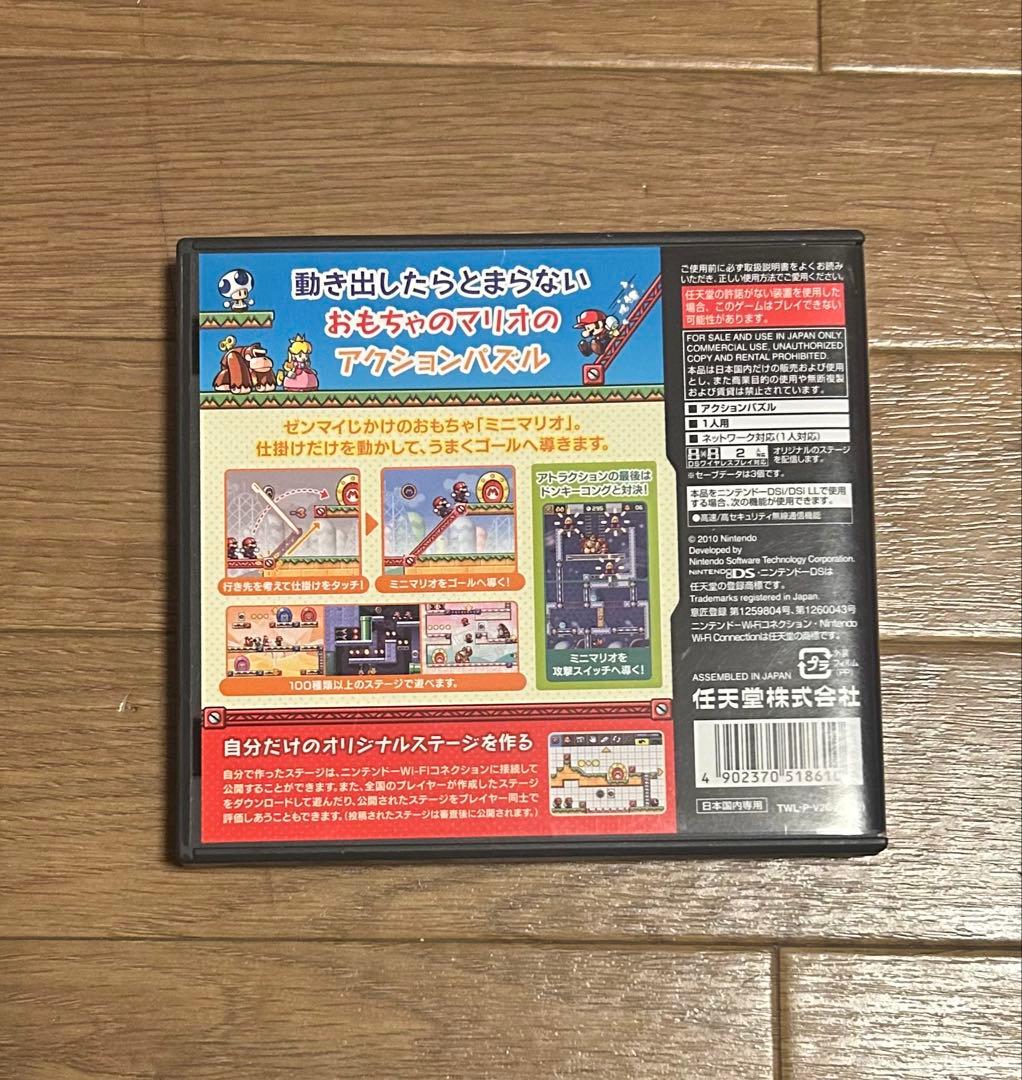 動き出したらとまらない
おもちゃのマリオの
アクションパズル
ゼンマイじかけのおもちゃ「ミニマリオ」。
仕掛けだけを動かして、うまくゴールへ導きます。
行き先を考えて仕掛けをタッチ!
ミニマリオをゴールへ導く!
100種類以上のステージで遊べます。
アトラクションの最後は
ドンキーコングと対決!
ミニマリオを
攻撃スイッチへ導く!
自分だけのオリジナルステージを作る
自分で作ったステージは、ニンテンドーWi-Fiコネクションに接続して
公開することができます。また、全国のプレイヤーが作成したステージ
をダウンロードして遊んだり、公開されたステージをプレイヤー同士で
評価しあうこともできます。(投稿されたステージは審査後に公開されます。)
ご使用前に必ず取扱説明書をよくお読み
いただき、正しい使用方法でご愛用ください。
任天堂の許諾がない装置を使用した
場合、このゲームはプレイできない
可能性があります。
FOR SALE AND USE IN JAPAN ONLY.
COMMERCIAL USE, UNAUTHORIZED
COPY AND RENTAL PROHIBITED.
本品は日本国内だけの販売および使用
とし、また商業目的の使用や無断複製
および賃貸は禁止されています。
■ アクションパズル
■ 1人用
■ ネットワーク対応(1人対応)
2人対応
DSワイヤレスプレイ対応
オリジナルのステージ
を配信します。
※セーブデータは3個です。
本品をニンテンドーDSi/DSi LLで使用
する場合、次の機能が使用できます。
●高速/高セキュリティ無線通信機能
© 2010 Nintendo
Developed by
Nintendo Software Technology Corporation.
NINTENDO DS・ニンテンドーDSは
任天堂の登録商標です。
Trademarks registered in Japan.
意匠登録 第1259804号、第1260043号
ニンテンドーWi-Fiコネクション・Nintendo
Wi-Fi Connectionは任天堂の商標です。
プラ
外装
フィルム
(PP)
ASSEMBLED IN JAPAN
任天堂株式会社
4 902370 51861
日本国内専用